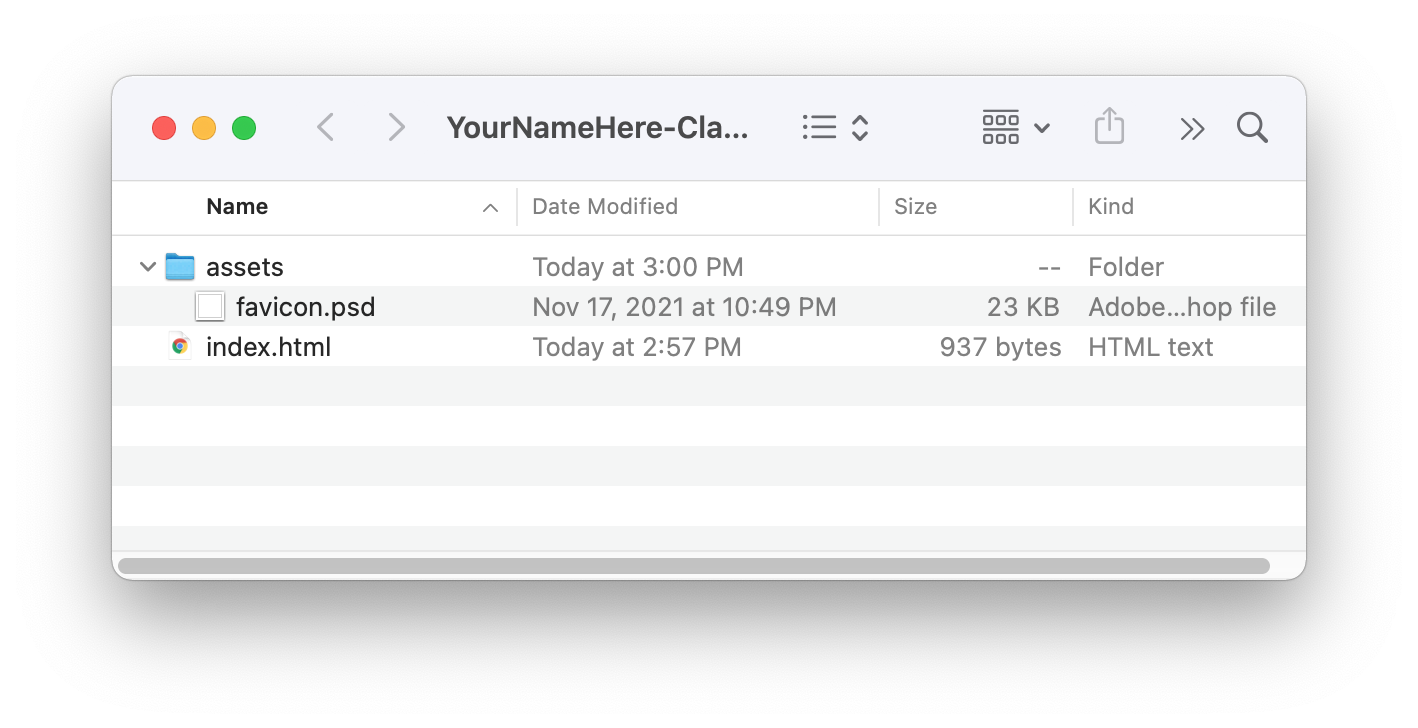 YourNameHere-Cla...
Name Date Modified Size Kind
assets Today at 3:00 PM -- Folder
favicon.psd Nov 17, 2021 at 10:49 PM 23 KB Adobe...hop file
index.html Today at 2:57 PM 937 bytes HTML text